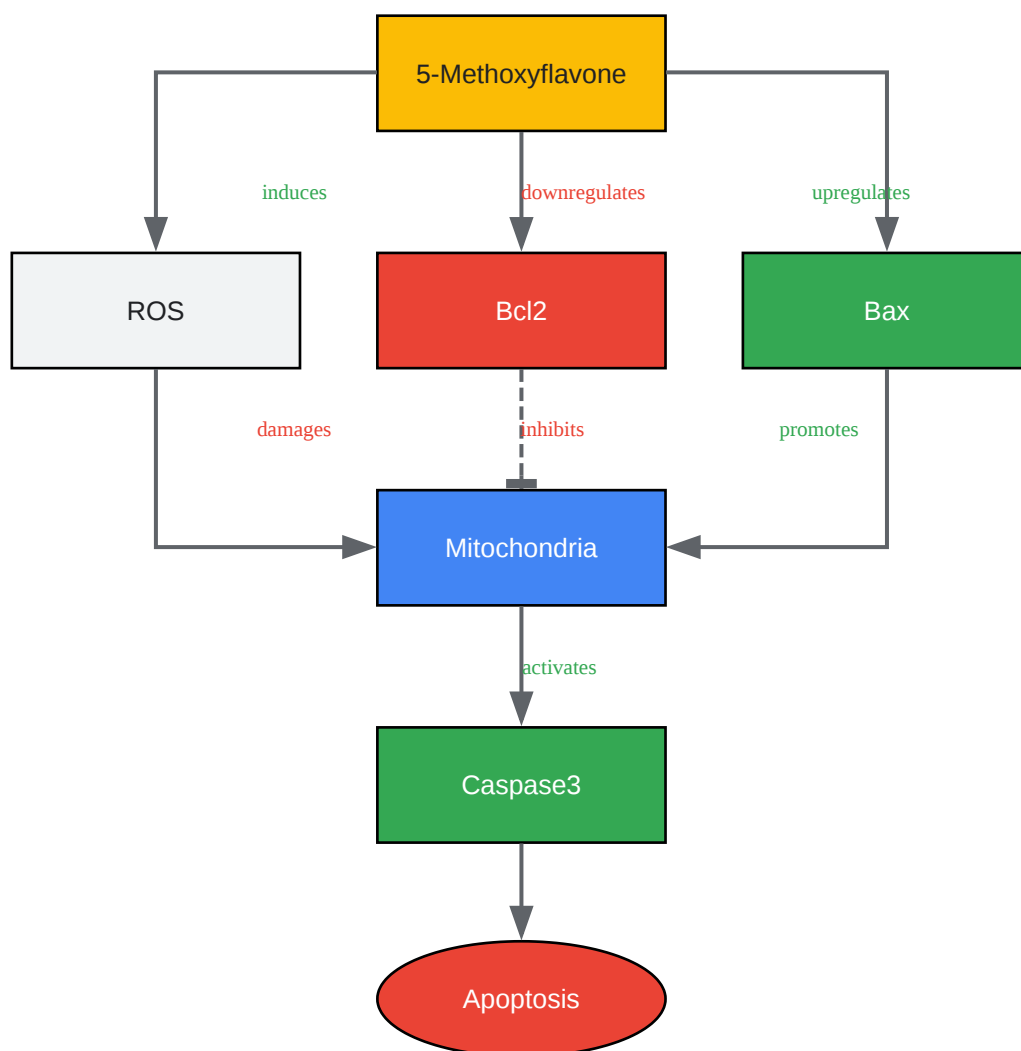 5-Methoxyflavone
induces
downregulates
upregulates
ROS
Bcl2
Bax
damages
inhibits
promotes
Mitochondria
activates
Caspase3
Apoptosis